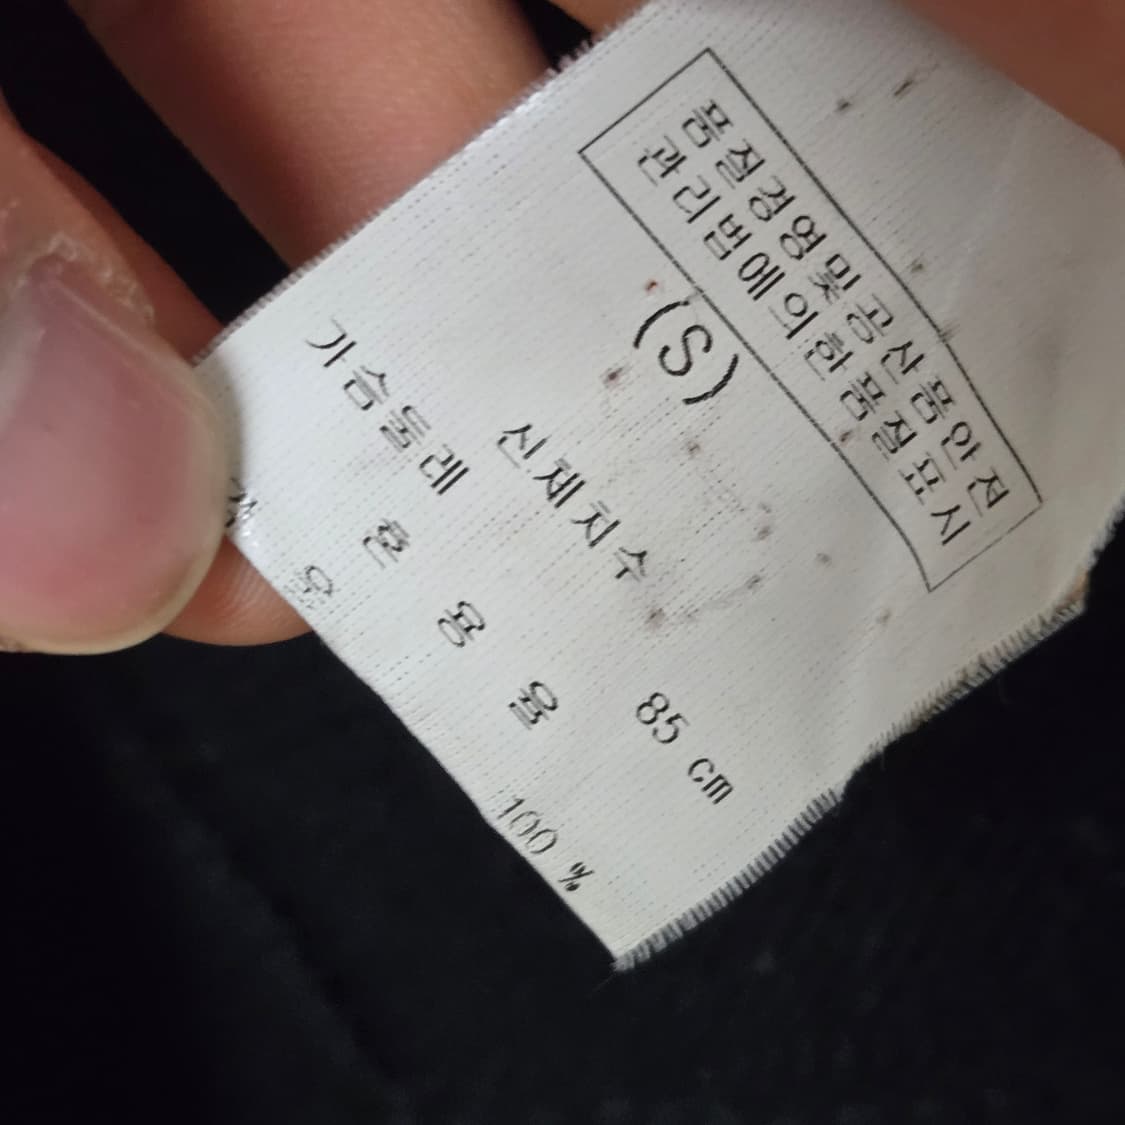 품질경영및공산품안전
관리법에의한품질표시
(S)
신체치수
가슴둘레 85 cm
혼 용 율
100 %